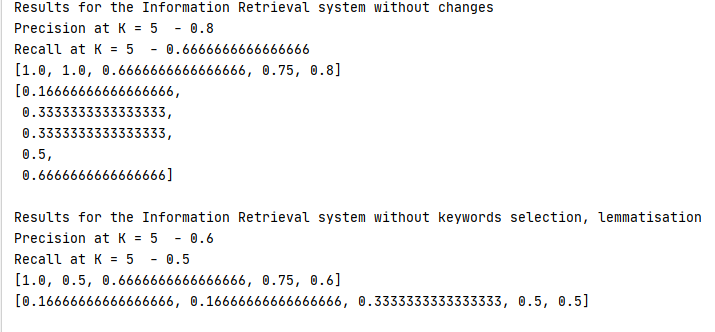 Results for the Information Retrieval system without changes
Precision at K = 5  - 0.8
Recall at K = 5  - 0.6666666666666666
[1.0, 1.0, 0.6666666666666666, 0.75, 0.8]
[0.16666666666666666,
 0.3333333333333333,
 0.3333333333333333,
 0.5,
 0.6666666666666666]
Results for the Information Retrieval system without keywords selection, lemmatisation
Precision at K = 5  - 0.6
Recall at K = 5  - 0.5
[1.0, 0.5, 0.6666666666666666, 0.75, 0.6]
[0.16666666666666666, 0.16666666666666666, 0.3333333333333333, 0.5, 0.5]